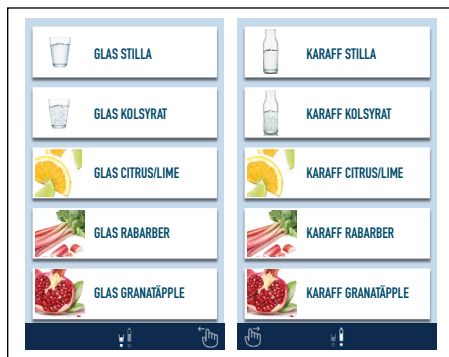 GLAS STILLA
GLAS KOLSYRAT
GLAS CITRUS/LIME
GLAS RABARBER
GLAS GRANATÄPPLE
KARAFF STILLA
KARAFF KOLSYRAT
KARAFF CITRUS/LIME
KARAFF RABARBER
KARAFF GRANATÄPPLE